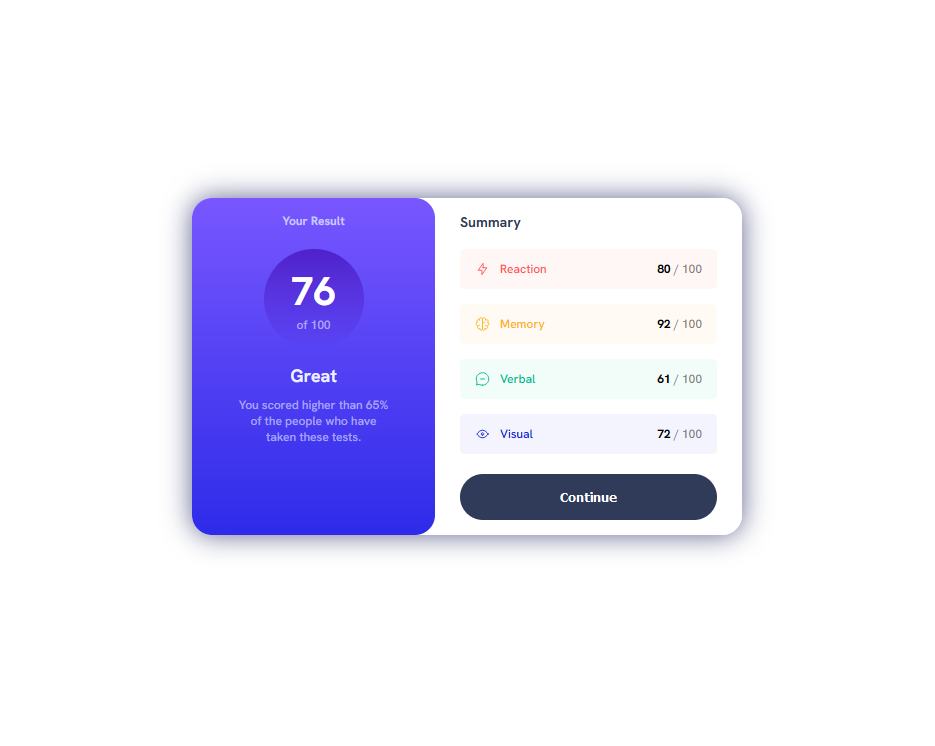 Your Result
76
of 100
Great
You scored higher than 65%
of the people who have
taken these tests.
Summary
Reaction 80 / 100
Memory 92 / 100
Verbal 61 / 100
Visual 72 / 100
Continue